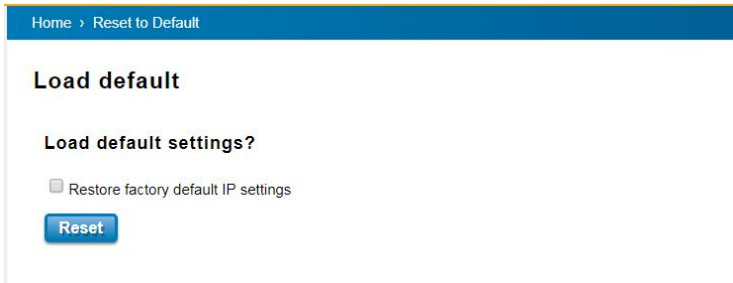 Home › Reset to Default
Load default
Load default settings?
Restore factory default IP settings
Reset